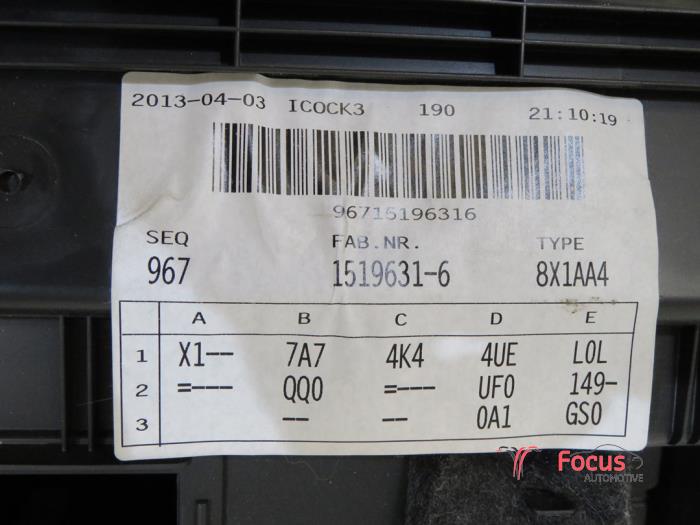 2013-04-03 ICOCK3 190 21:10:19
96715196316
SEQ FAB.NR. TYPE
967 1519631-6 8X1AA4
A B C D E
1 X1-- 7A7 4K4 4UE L0L
2 =--- QQ0 =--- UF0 149-
3 -- -- 0A1 GS0
Focus
AUTOMOTIVE